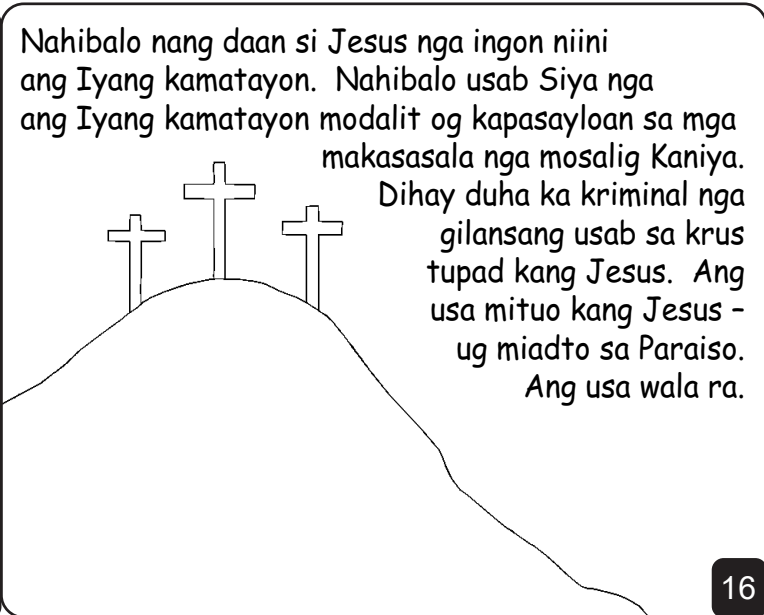 Nahibalo nang daan si Jesus nga ingon niini
ang Iyang kamatayon. Nahibalo usab Siya nga
ang Iyang kamatayon modalit og kapasayloan sa mga
makasasala nga mosalig Kaniya.
Dihay duha ka kriminal nga
gilansang usab sa krus
tupad kang Jesus. Ang
usa mituo kang Jesus –
ug miadto sa Paraiso.
Ang usa wala ra.
16